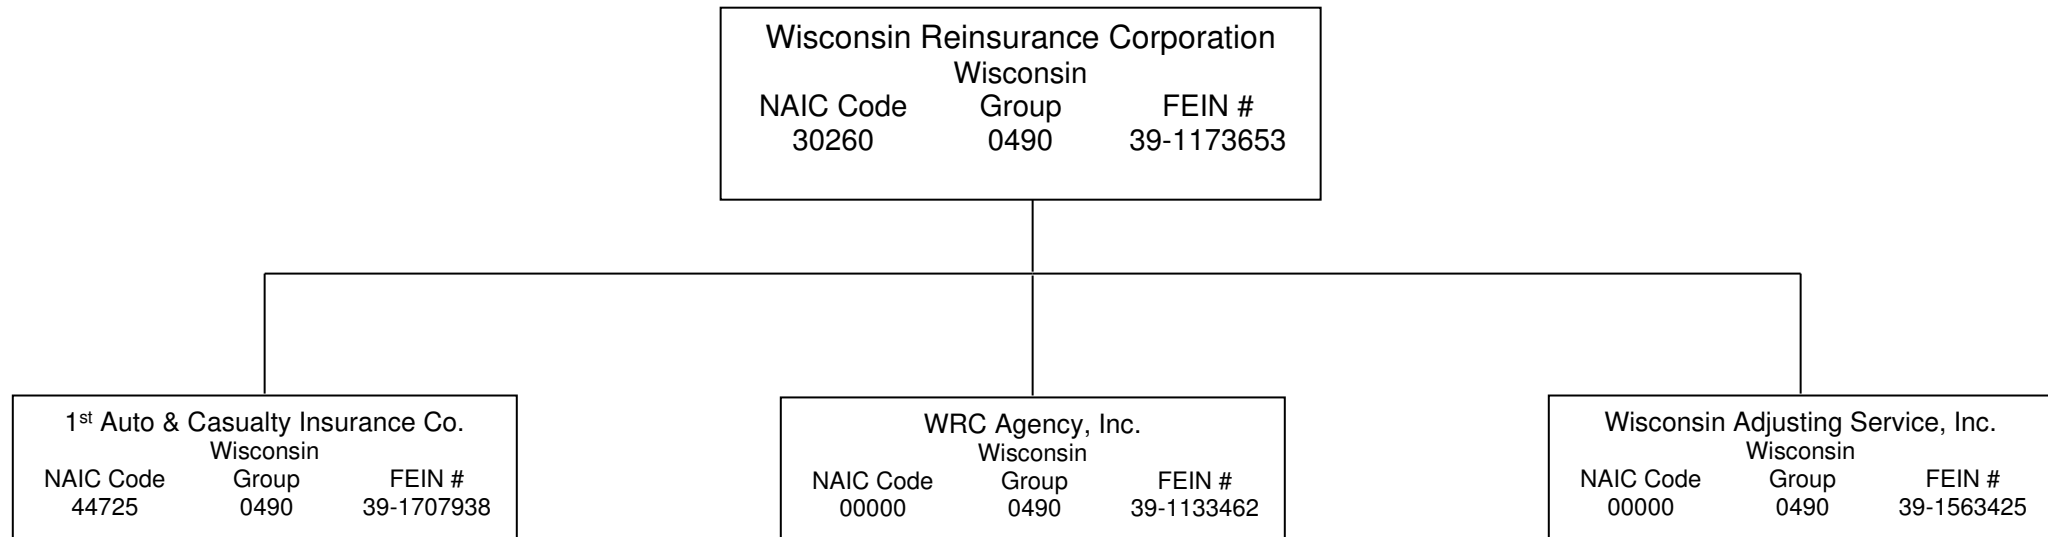 Wisconsin Reinsurance Corporation
Wisconsin
NAIC Code Group FEIN #
30260 0490 39-1173653
1st Auto & Casualty Insurance Co.
Wisconsin
NAIC Code Group FEIN #
44725 0490 39-1707938
WRC Agency, Inc.
Wisconsin
NAIC Code Group FEIN #
00000 0490 39-1133462
Wisconsin Adjusting Service, Inc.
Wisconsin
NAIC Code Group FEIN #
00000 0490 39-1563425